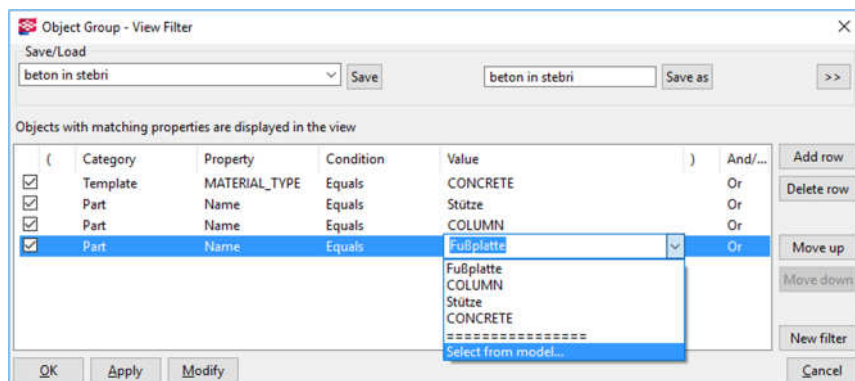 Object Group - View Filter
Save/Load
beton in stebri Save beton in stebri Save as >>
Objects with matching properties are displayed in the view
( Category Property Condition Value ) And/... Add row
Template MATERIAL_TYPE Equals CONCRETE Or
Delete row
Part Name Equals Stütze Or
Part Name Equals COLUMN Or
Part Name Equals Fußplatte Or Move up
Fußplatte
COLUMN Move down
Stütze
CONCRETE
================ New filter
Select from model...
OK Apply Modify Cancel